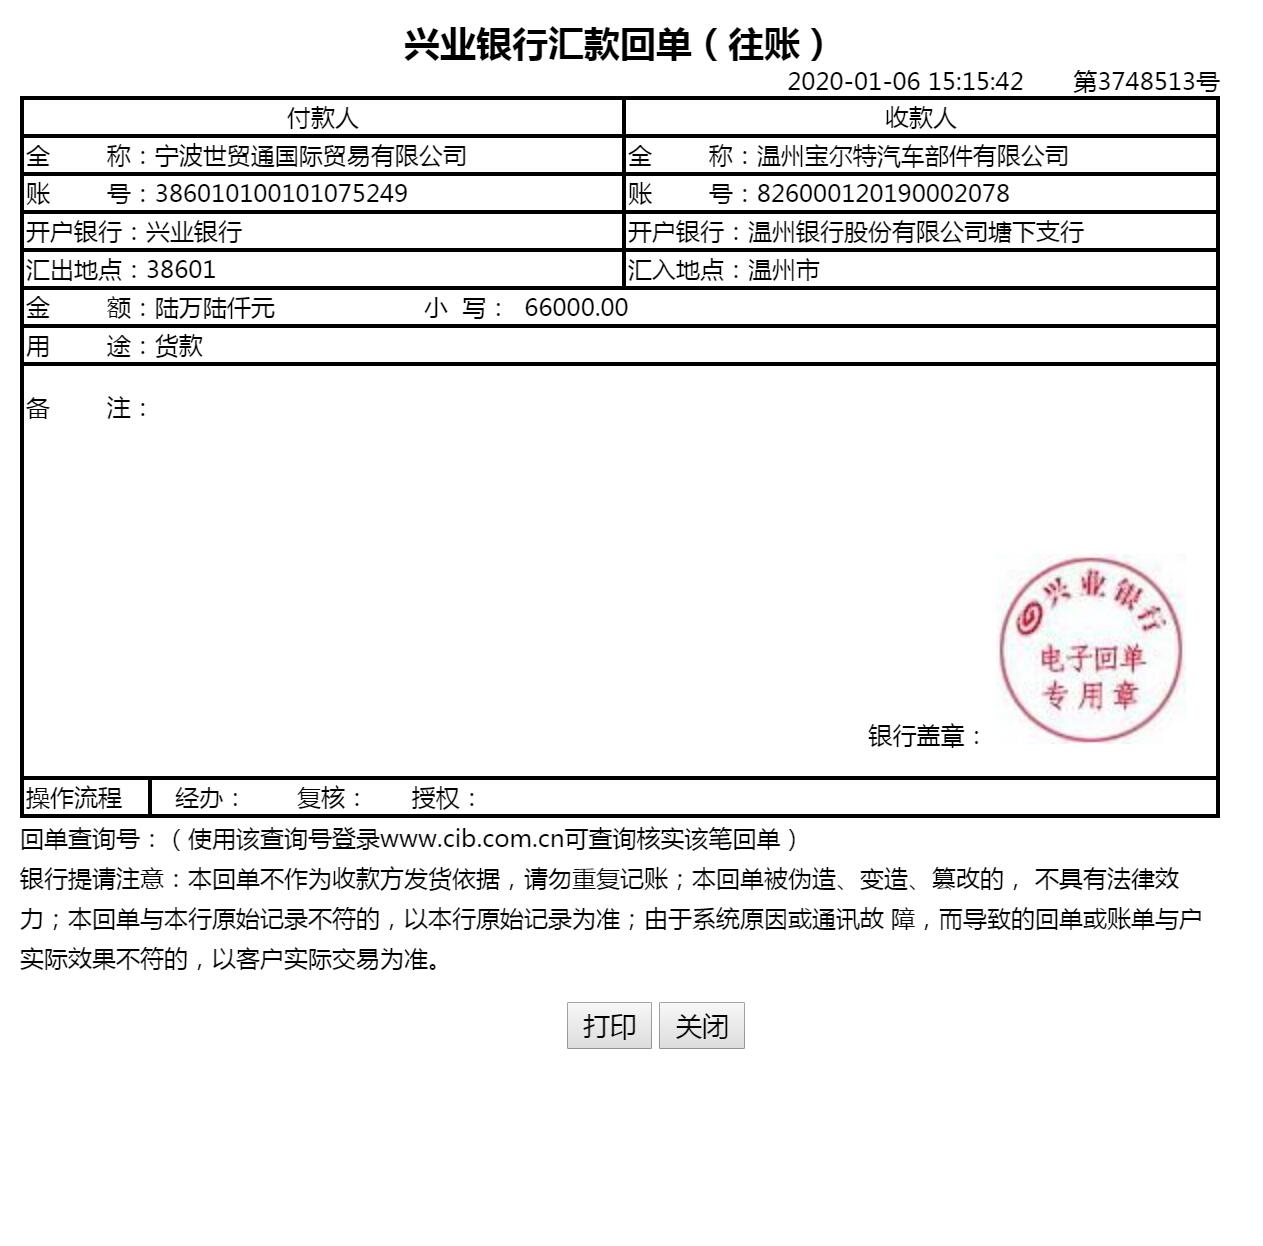 兴业银行汇款回单（往账）
2020-01-06 15:15:42 第3748513号
付款人 收款人
全 称：宁波世贸通国际贸易有限公司 全 称：温州宝尔特汽车部件有限公司
账 号：386010100101075249 账 号：826000120190002078
开户银行：兴业银行 开户银行：温州银行股份有限公司塘下支行
汇出地点：38601 汇入地点：温州市
金 额：陆万陆仟元 小 写： 66000.00
用 途：货款
备 注：
兴业银行
电子回单
专用章
银行盖章：
操作流程 经办： 复核： 授权：
回单查询号：（使用该查询号登录www.cib.com.cn可查询核实该笔回单）
银行提请注意：本回单不作为收款方发货依据，请勿重复记账；本回单被伪造、变造、篡改的， 不具有法律效
力；本回单与本行原始记录不符的，以本行原始记录为准；由于系统原因或通讯故 障，而导致的回单或账单与户
实际效果不符的，以客户实际交易为准。
打印 关闭